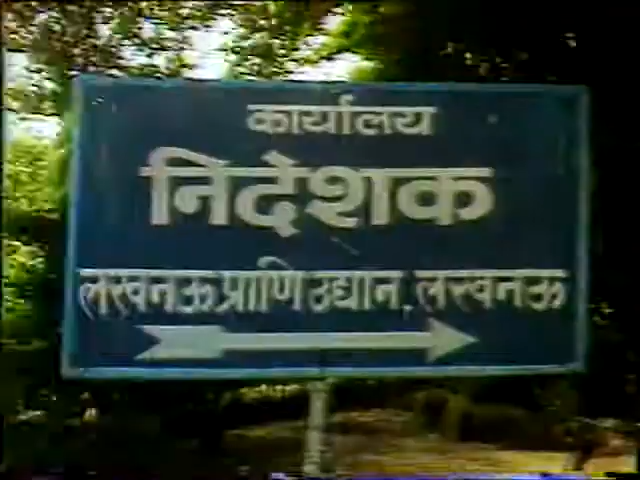 कार्यालय
निदेशक
लखनऊ प्राणि उद्यान, लखनऊ